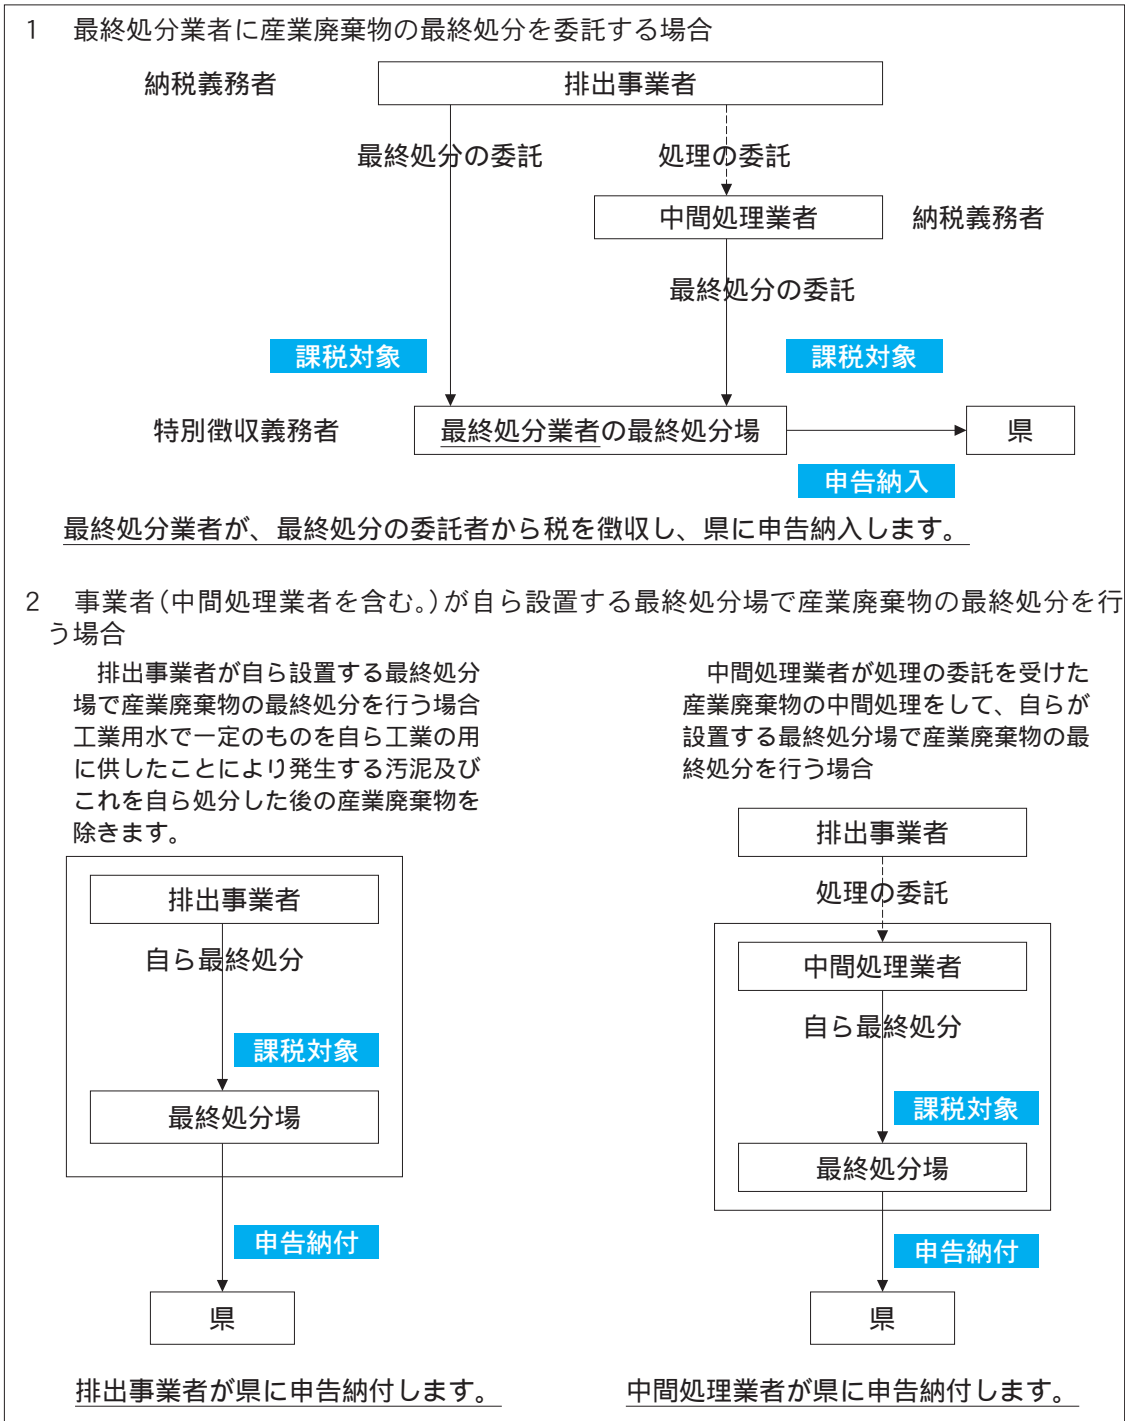 1　最終処分業者に産業廃棄物の最終処分を委託する場合
納税義務者
排出事業者
最終処分の委託
処理の委託
中間処理業者
納税義務者
最終処分の委託
課税対象
課税対象
特別徴収義務者
最終処分業者の最終処分場
県
申告納入
最終処分業者が、最終処分の委託者から税を徴収し、県に申告納入します。
2　事業者(中間処理業者を含む。)が自ら設置する最終処分場で産業廃棄物の最終処分を行
う場合
排出事業者が自ら設置する最終処分
場で産業廃棄物の最終処分を行う場合
工業用水で一定のものを自ら工業の用
に供したことにより発生する汚泥及び
これを自ら処分した後の産業廃棄物を
除きます。
排出事業者
自ら最終処分
課税対象
最終処分場
申告納付
県
排出事業者が県に申告納付します。
中間処理業者が処理の委託を受けた
産業廃棄物の中間処理をして、自らが
設置する最終処分場で産業廃棄物の最
終処分を行う場合
排出事業者
処理の委託
中間処理業者
自ら最終処分
課税対象
最終処分場
申告納付
県
中間処理業者が県に申告納付します。